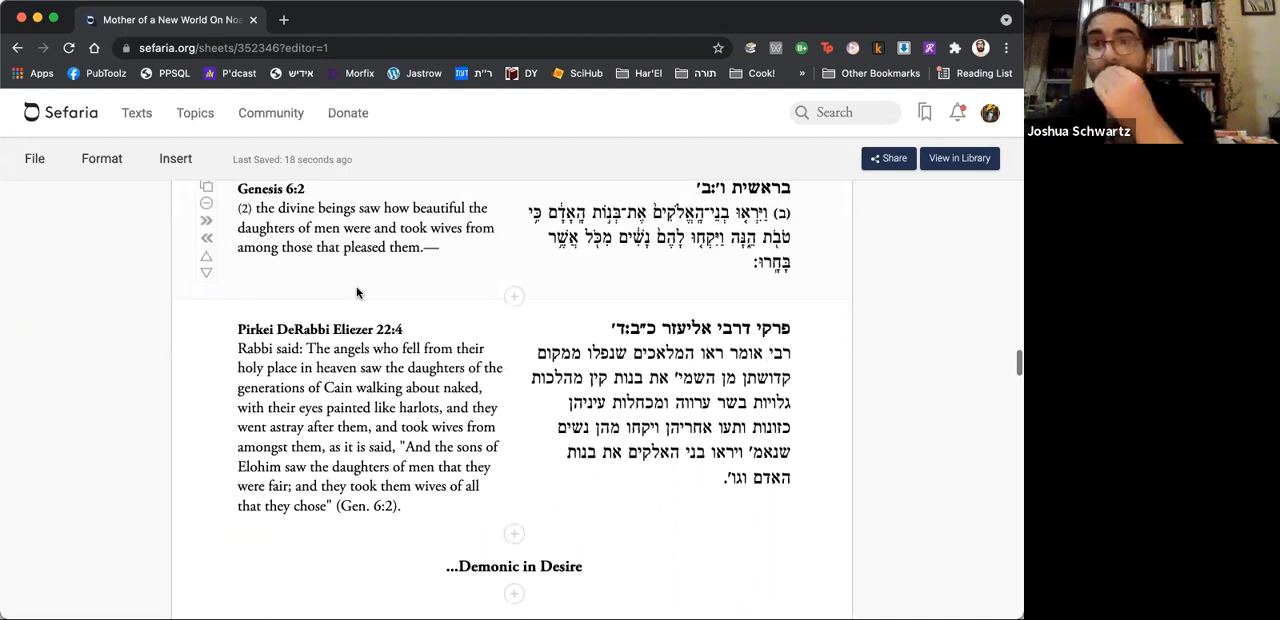 Mother of a New World On Noa
sefaria.org/sheets/352346?editor=1
Apps PubToolz PPSQL P'dcast אידיש Morfix Jastrow ר״ת DY SciHub Har'El תורה Cook! » Other Bookmarks Reading List
Sefaria Texts Topics Community Donate Search
File Format Insert Last Saved: 18 seconds ago Share View in Library
Genesis 6:2
(2) the divine beings saw how beautiful the
daughters of men were and took wives from
among those that pleased them.—
בראשית ו׳:ב׳
(ב) וַיִּרְא֤וּ בְנֵי־הָֽאֱלֹקִים֙ אֶת־בְּנ֣וֹת הָֽאָדָ֔ם כִּ֥י
טֹבֹ֖ת הֵ֑נָּה וַיִּקְח֤וּ לָהֶם֙ נָשִׁ֔ים מִכֹּ֖ל אֲשֶׁ֥ר
בָּחָֽרוּ׃
Pirkei DeRabbi Eliezer 22:4
Rabbi said: The angels who fell from their
holy place in heaven saw the daughters of the
generations of Cain walking about naked,
with their eyes painted like harlots, and they
went astray after them, and took wives from
amongst them, as it is said, "And the sons of
Elohim saw the daughters of men that they
were fair; and they took them wives of all
that they chose" (Gen. 6:2).
פרקי דרבי אליעזר כ״ב:ד׳
רבי אומר ראו המלאכים שנפלו ממקום
קדושתן מן השמי׳ את בנות קין מהלכות
גלויות בשר ערווה ומכחלות עיניהן
כזונות ותעו אחריהן ויקחו מהן נשים
שנאמ׳ ויראו בני האלקים את בנות
האדם וגו׳.
...Demonic in Desire
Joshua Schwartz